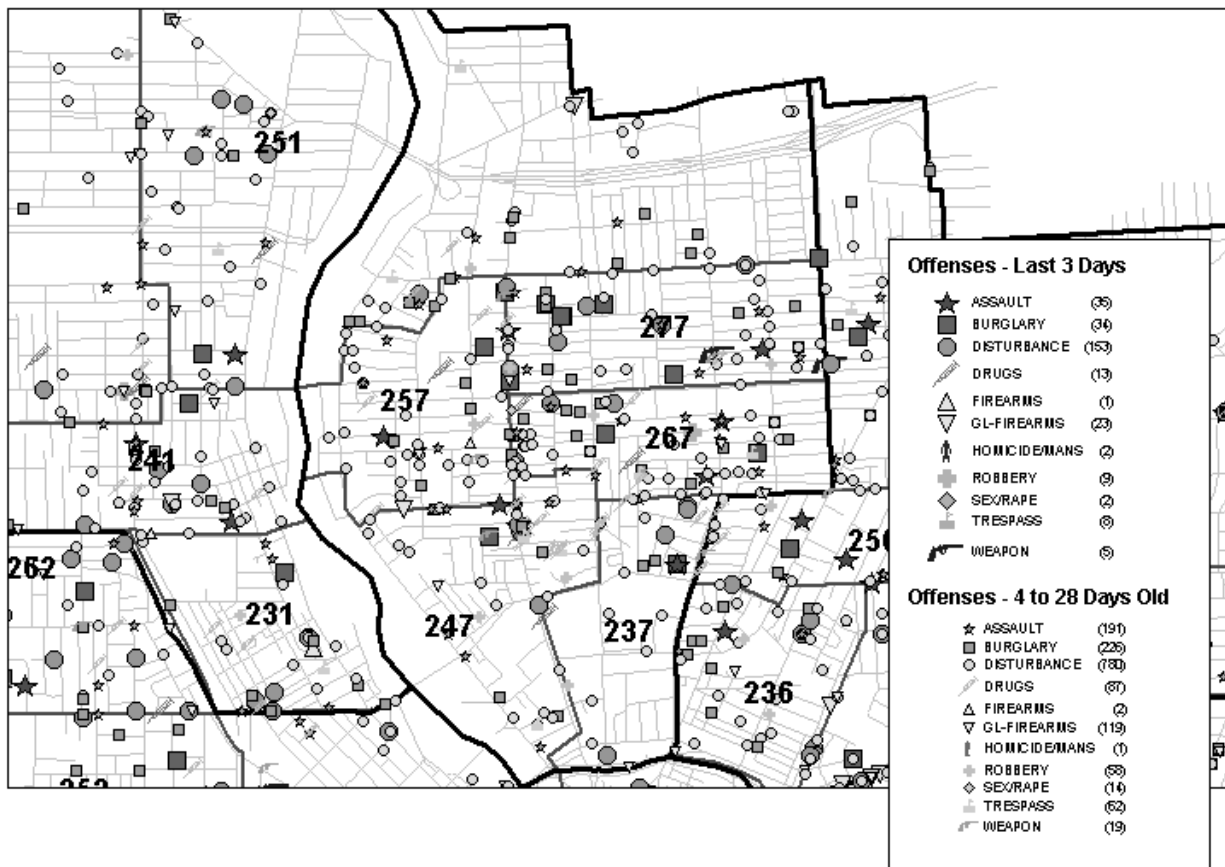 251
277
257
267
241
256
262
231
247
237
236
252
Offenses - Last 3 Days
ASSAULT (35)
BURGLARY (34)
DISTURBANCE (153)
DRUGS (13)
FIREARMS (1)
GL-FIREARMS (23)
HOMICIDE/MANS (2)
ROBBERY (9)
SEX/RAPE (2)
TRESPASS (8)
WEAPON (5)
Offenses - 4 to 28 Days Old
ASSAULT (191)
BURGLARY (226)
DISTURBANCE (780)
DRUGS (87)
FIREARMS (2)
GL-FIREARMS (119)
HOMICIDE/MANS (1)
ROBBERY (58)
SEX/RAPE (14)
TRESPASS (62)
WEAPON (19)